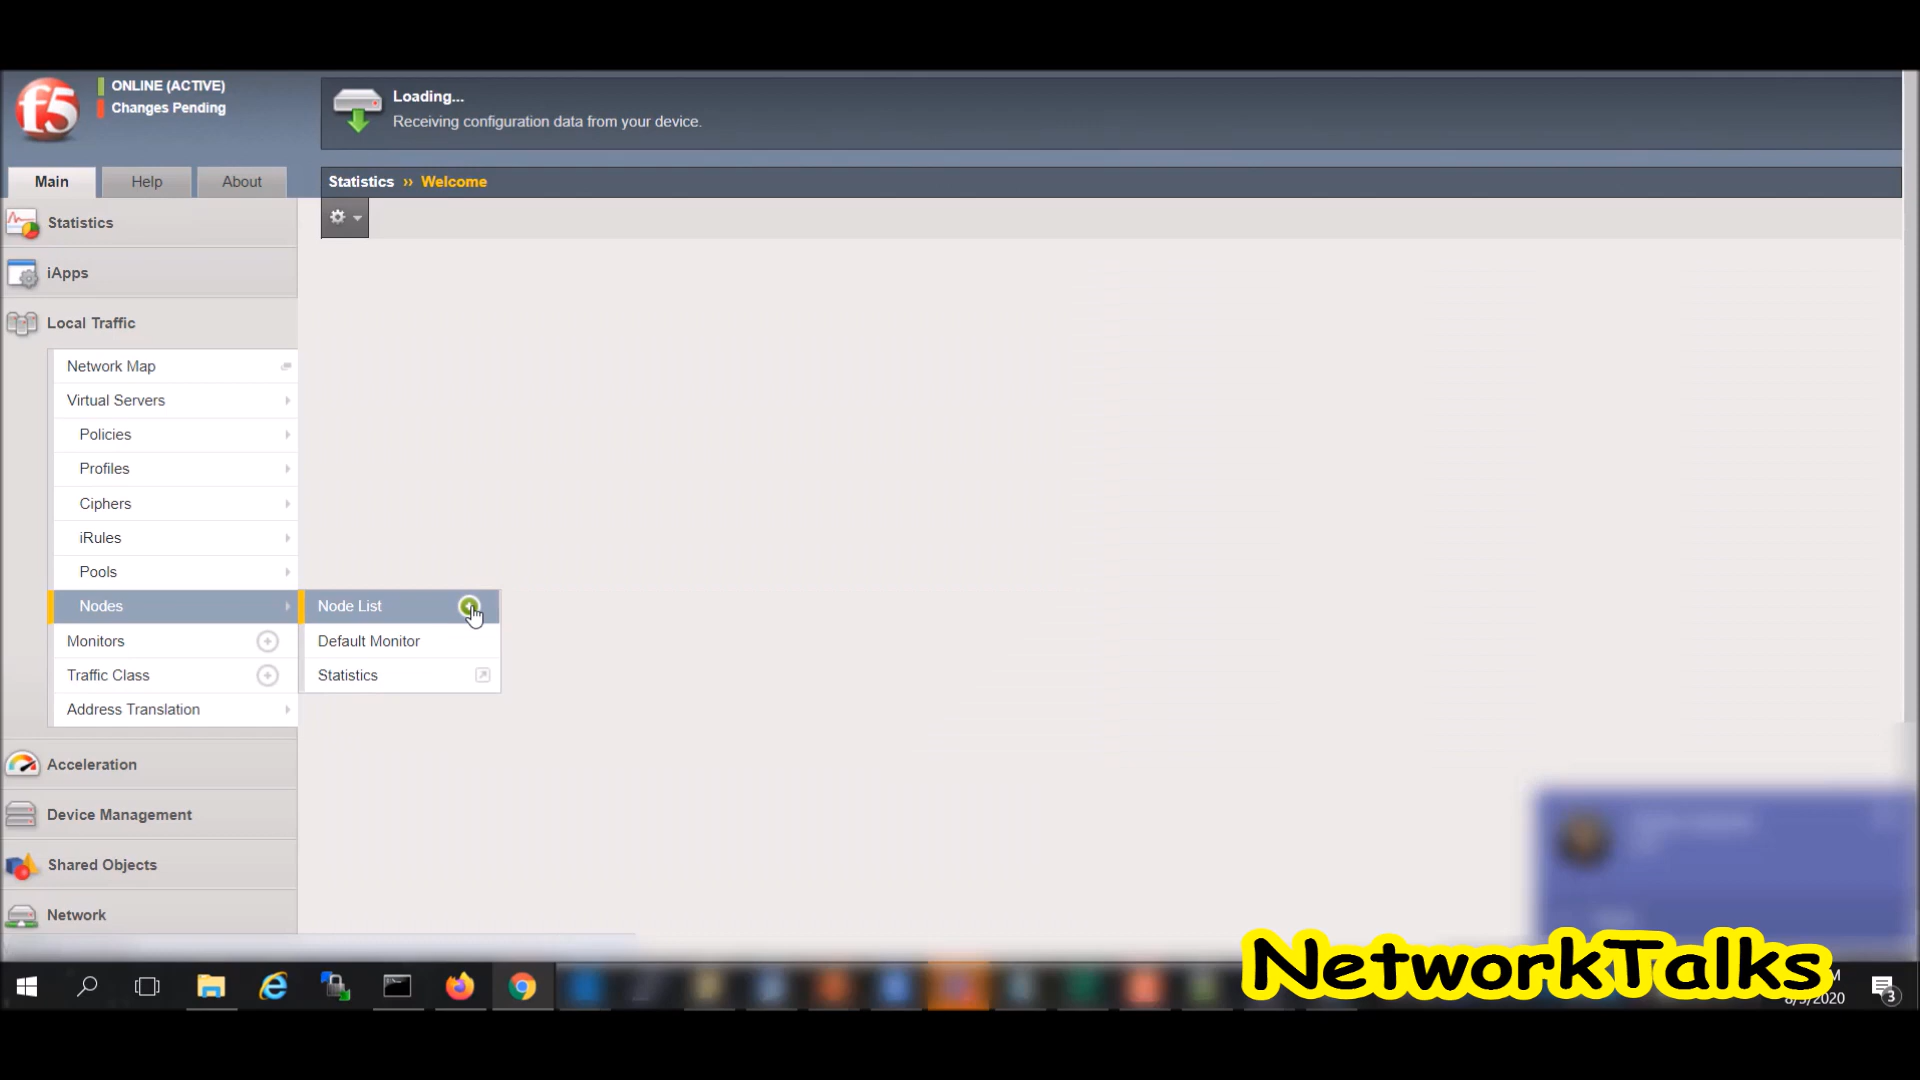 f5
ONLINE (ACTIVE)
Changes Pending
Loading...
Receiving configuration data from your device.
Main
Help
About
Statistics » Welcome
Statistics
iApps
Local Traffic
Network Map
Virtual Servers
Policies
Profiles
Ciphers
iRules
Pools
Nodes
Node List
Monitors
Default Monitor
Traffic Class
Statistics
Address Translation
Acceleration
Device Management
Shared Objects
Network
NetworkTalks
3